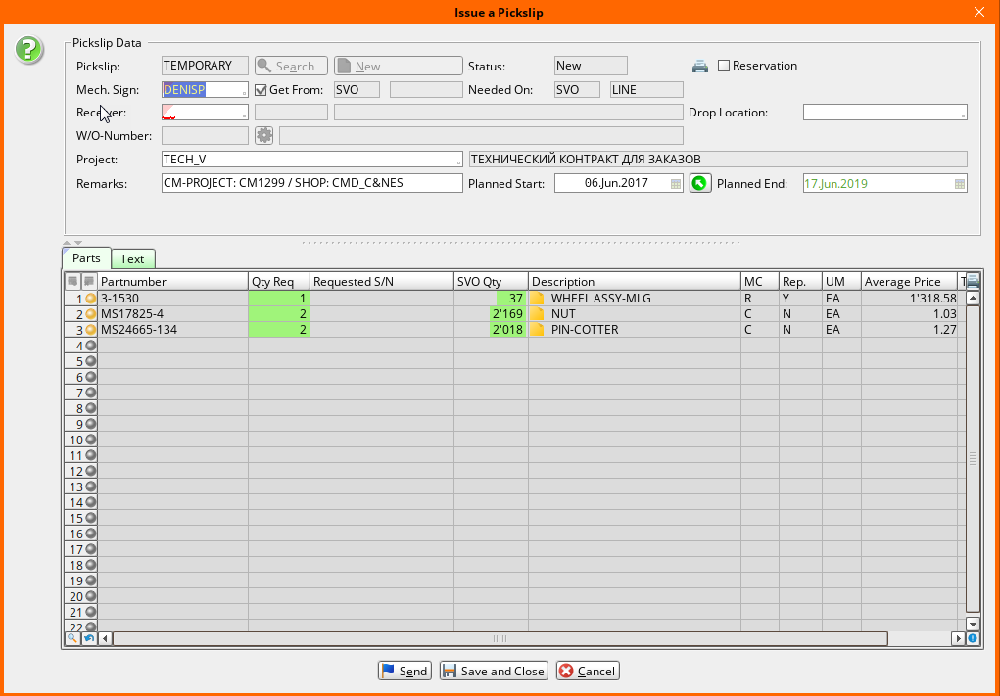 Issue a Pickslip
Pickslip Data
Pickslip: TEMPORARY Search New Status: New Reservation
Mech. Sign: DENISP Get From: SVO Needed On: SVO LINE
Receiver: Drop Location:
W/O-Number:
Project: TECH_V ТЕХНИЧЕСКИЙ КОНТРАКТ ДЛЯ ЗАКАЗОВ
Remarks: CM-PROJECT: CM1299 / SHOP: CMD_C&NES Planned Start: 06.Jun.2017 Planned End: 17.Jun.2019
Parts Text
Partnumber Qty Req Requested S/N SVO Qty Description MC Rep. UM Average Price T
1 3-1530 1 37 WHEEL ASSY-MLG R Y EA 1'318.58
2 MS17825-4 2 2'169 NUT C N EA 1.03
3 MS24665-134 2 2'018 PIN-COTTER C N EA 1.27
4
5
6
7
8
9
10
11
12
13
14
15
16
17
18
19
20
21
22
Send Save and Close Cancel